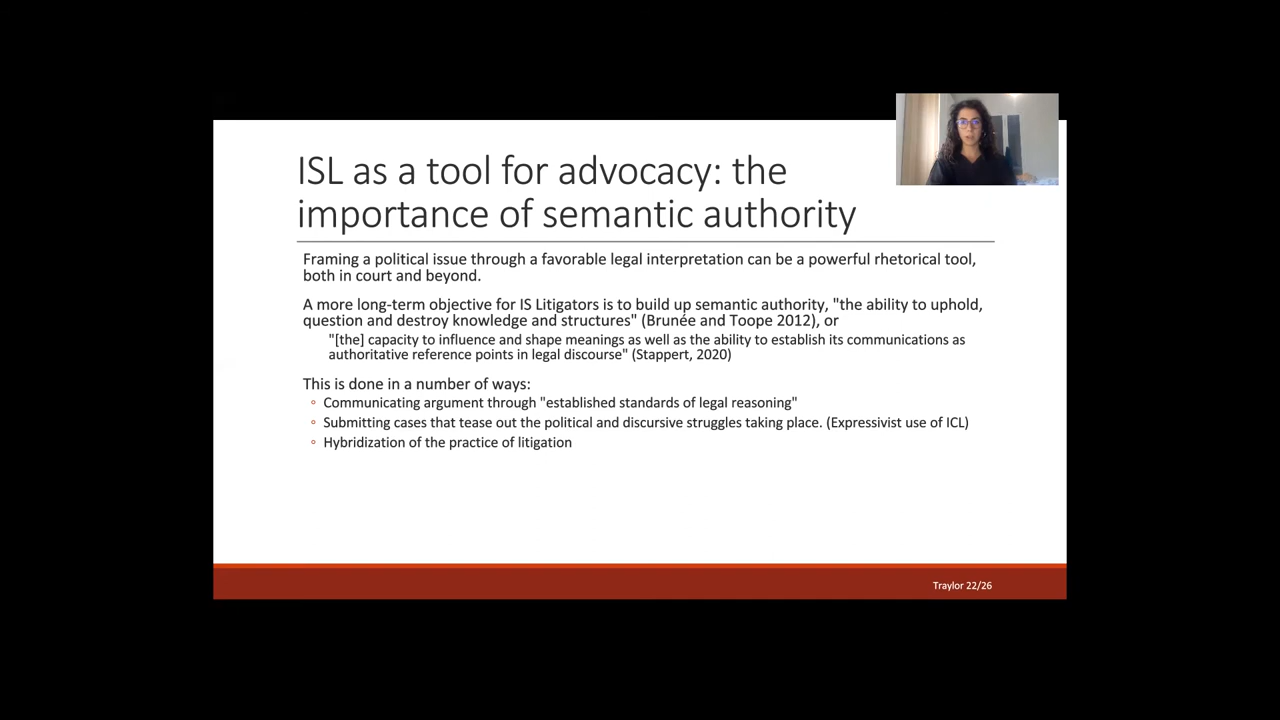 ISL as a tool for advocacy: the
importance of semantic authority
Framing a political issue through a favorable legal interpretation can be a powerful rhetorical tool,
both in court and beyond.
A more long-term objective for IS Litigators is to build up semantic authority, "the ability to uphold,
question and destroy knowledge and structures" (Brunée and Toope 2012), or
"[the] capacity to influence and shape meanings as well as the ability to establish its communications as
authoritative reference points in legal discourse" (Stappert, 2020)
This is done in a number of ways:
◦ Communicating argument through "established standards of legal reasoning"
◦ Submitting cases that tease out the political and discursive struggles taking place. (Expressivist use of ICL)
◦ Hybridization of the practice of litigation
Traylor 22/26